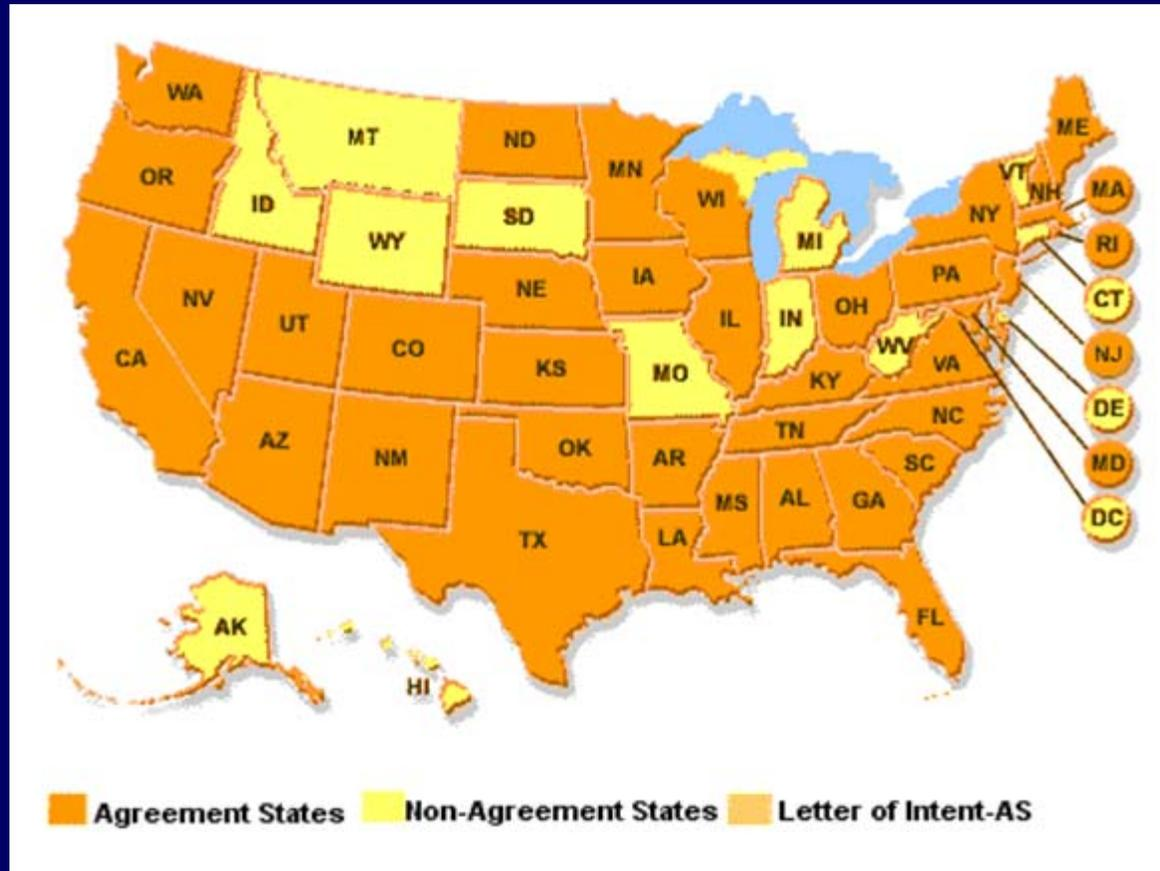 WA
MT
ND
MN
ME
OR
ID
WY
SD
WI
MI
NY
VT
NH
MA
RI
CT
NJ
DE
MD
DC
NV
UT
NE
IA
PA
CA
CO
KS
MO
IL
IN
OH
WV
VA
KY
AZ
NM
OK
AR
TN
NC
SC
TX
LA
MS
AL
GA
FL
AK
HI
Agreement States Non-Agreement States Letter of Intent-AS